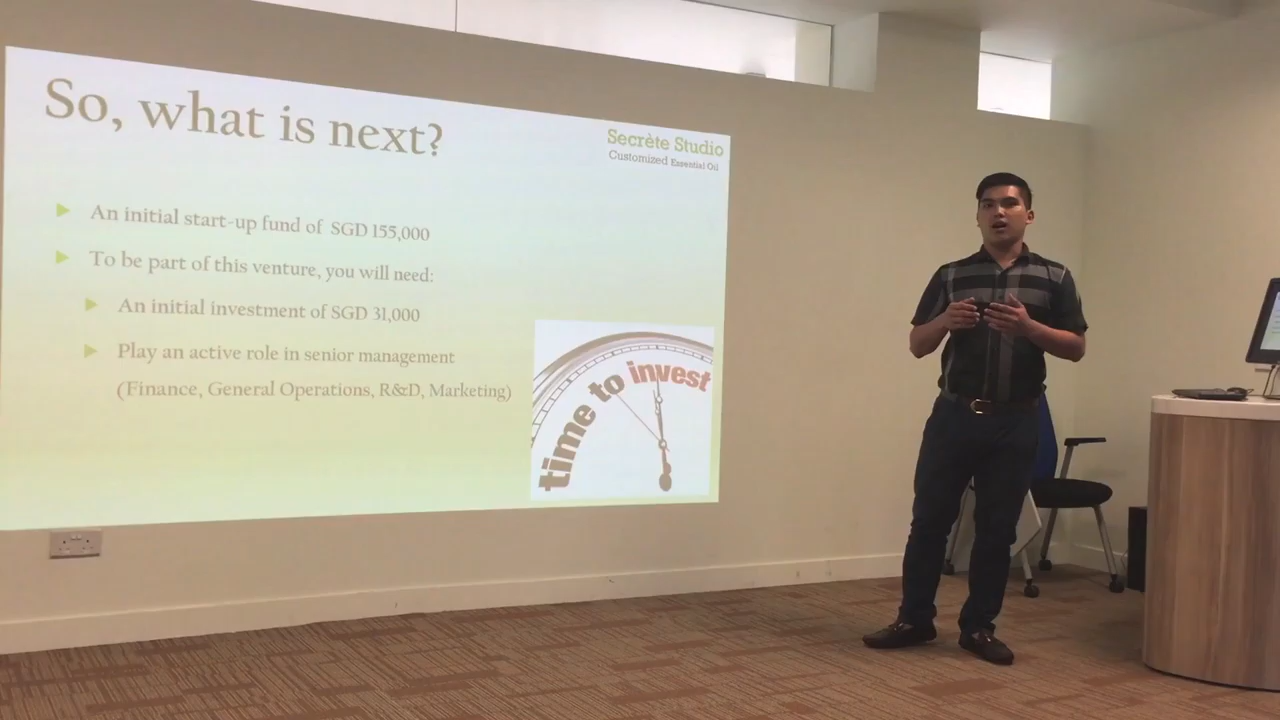 So, what is next?
Secrète Studio
Customized Essential Oil
An initial start-up fund of SGD 155,000
To be part of this venture, you will need:
An initial investment of SGD 31,000
Play an active role in senior management
(Finance, General Operations, R&D, Marketing)
time to invest